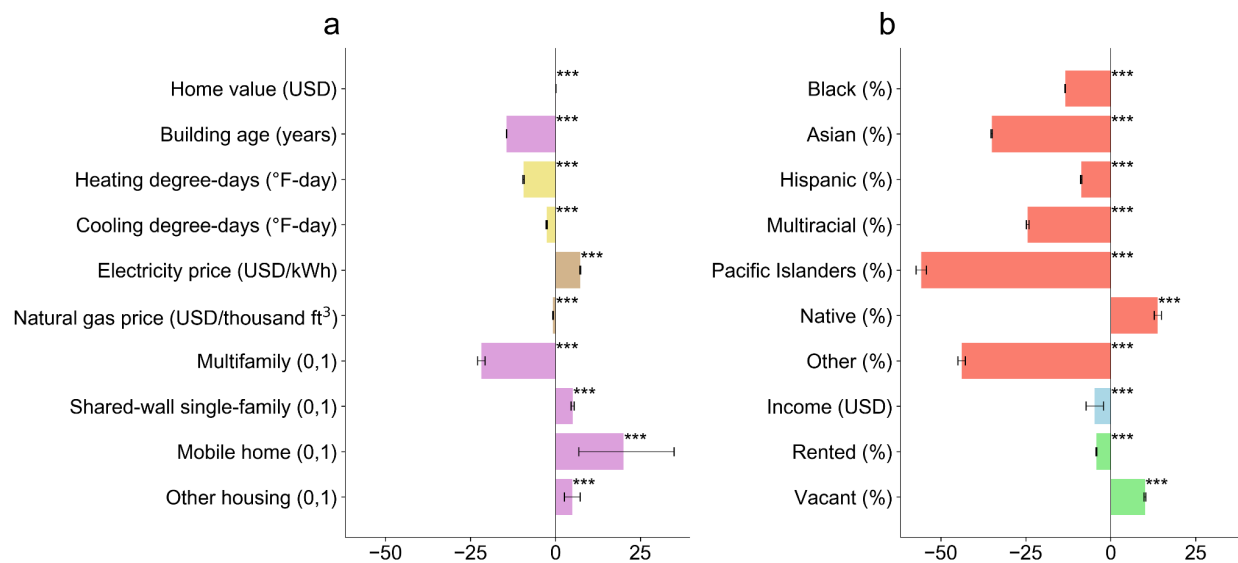 a
Home value (USD) ***
Building age (years) ***
Heating degree-days (°F-day) ***
Cooling degree-days (°F-day) ***
Electricity price (USD/kWh) ***
Natural gas price (USD/thousand ft³) ***
Multifamily (0,1) ***
Shared-wall single-family (0,1) ***
Mobile home (0,1) ***
Other housing (0,1) ***
−50 −25 0 25
b
Black (%) ***
Asian (%) ***
Hispanic (%) ***
Multiracial (%) ***
Pacific Islanders (%) ***
Native (%) ***
Other (%) ***
Income (USD) ***
Rented (%) ***
Vacant (%) ***
−50 −25 0 25